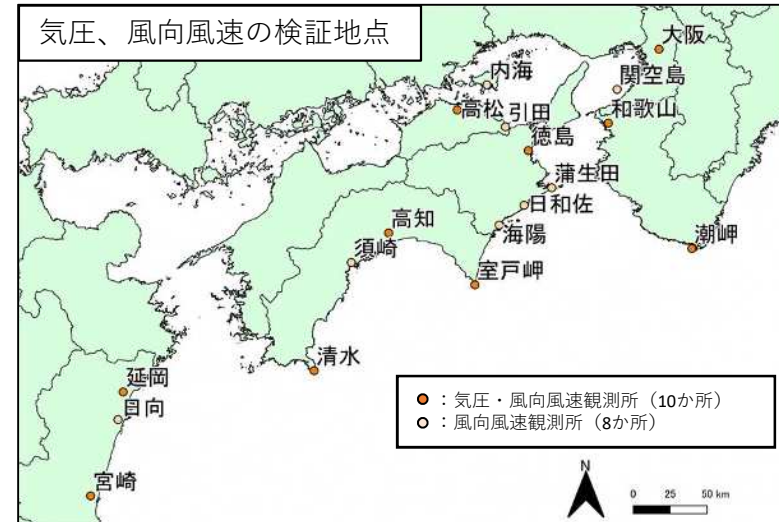 気圧、風向風速の検証地点
大阪
内海
関空島
高松
引田
和歌山
徳島
蒲生田
日和佐
高知
海陽
須崎
潮岬
室戸岬
清水
延岡
日向
宮崎
:気圧・風向風速観測所(10か所)
:風向風速観測所(8か所)
N
0 25 50 km